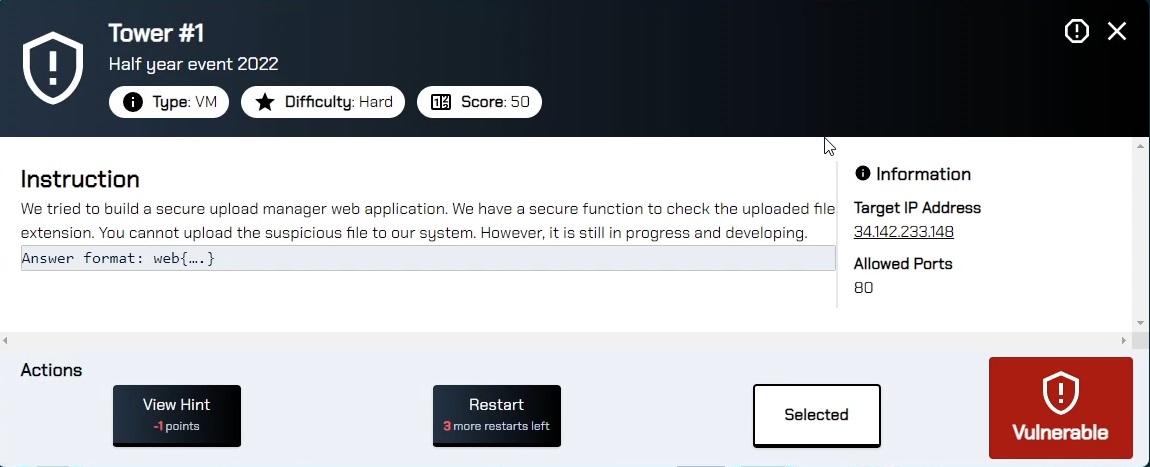 Tower #1
Half year event 2022
Type: VM
Difficulty: Hard
Score: 50
Instruction
We tried to build a secure upload manager web application. We have a secure function to check the uploaded file
extension. You cannot upload the suspicious file to our system. However, it is still in progress and developing.
Answer format: web{….}
Information
Target IP Address
34.142.233.148
Allowed Ports
80
Actions
View Hint
-1 points
Restart
3 more restarts left
Selected
Vulnerable